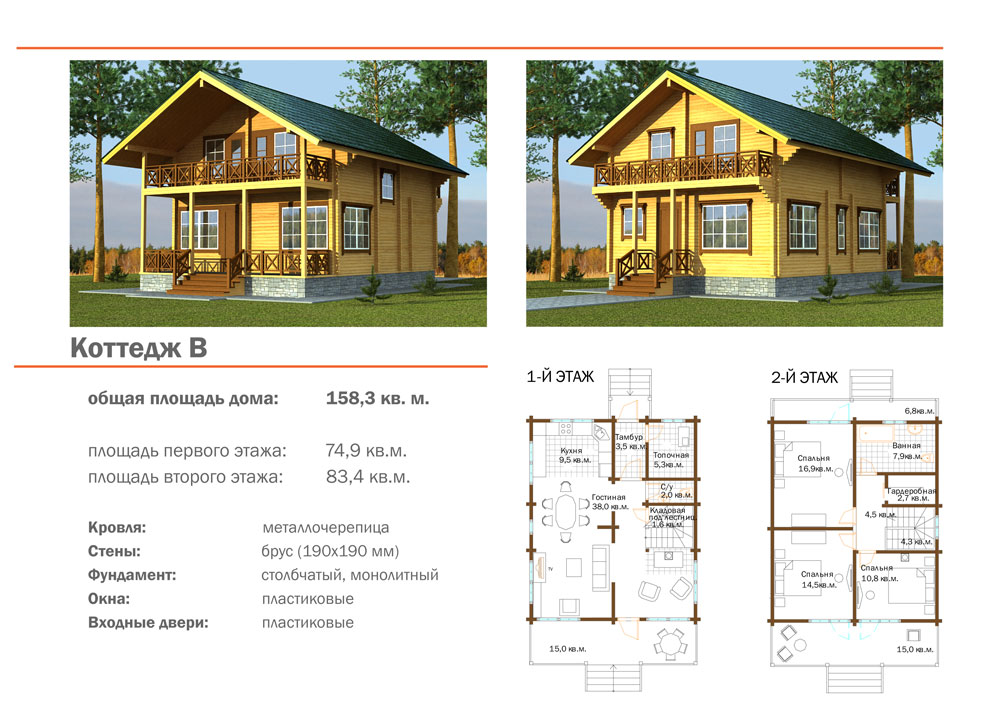 Коттедж В
общая площадь дома: 158,3 кв. м.
площадь первого этажа: 74,9 кв.м.
площадь второго этажа: 83,4 кв.м.
Кровля: металлочерепица
Стены: брус (190х190 мм)
Фундамент: столбчатый, монолитный
Окна: пластиковые
Входные двери: пластиковые
1-Й ЭТАЖ
Кухня
9,5 кв.м.
Тамбур
3,5 кв.м.
Топочная
5,3кв.м.
С/у
2,0 кв.м.
Гостиная
38,0 кв.м.
Кладовая
под лестниц.
1,6 кв.м.
TV
15,0 кв.м.
2-Й ЭТАЖ
6,8кв.м.
Ванная
7,9кв.м.
Спальня
16,9кв.м.
Гардеробная
2,7 кв.м.
4,5 кв.м.
4,3 кв.м.
Спальня
14,5кв.м.
Спальня
10,8 кв.м.
15,0 кв.м.